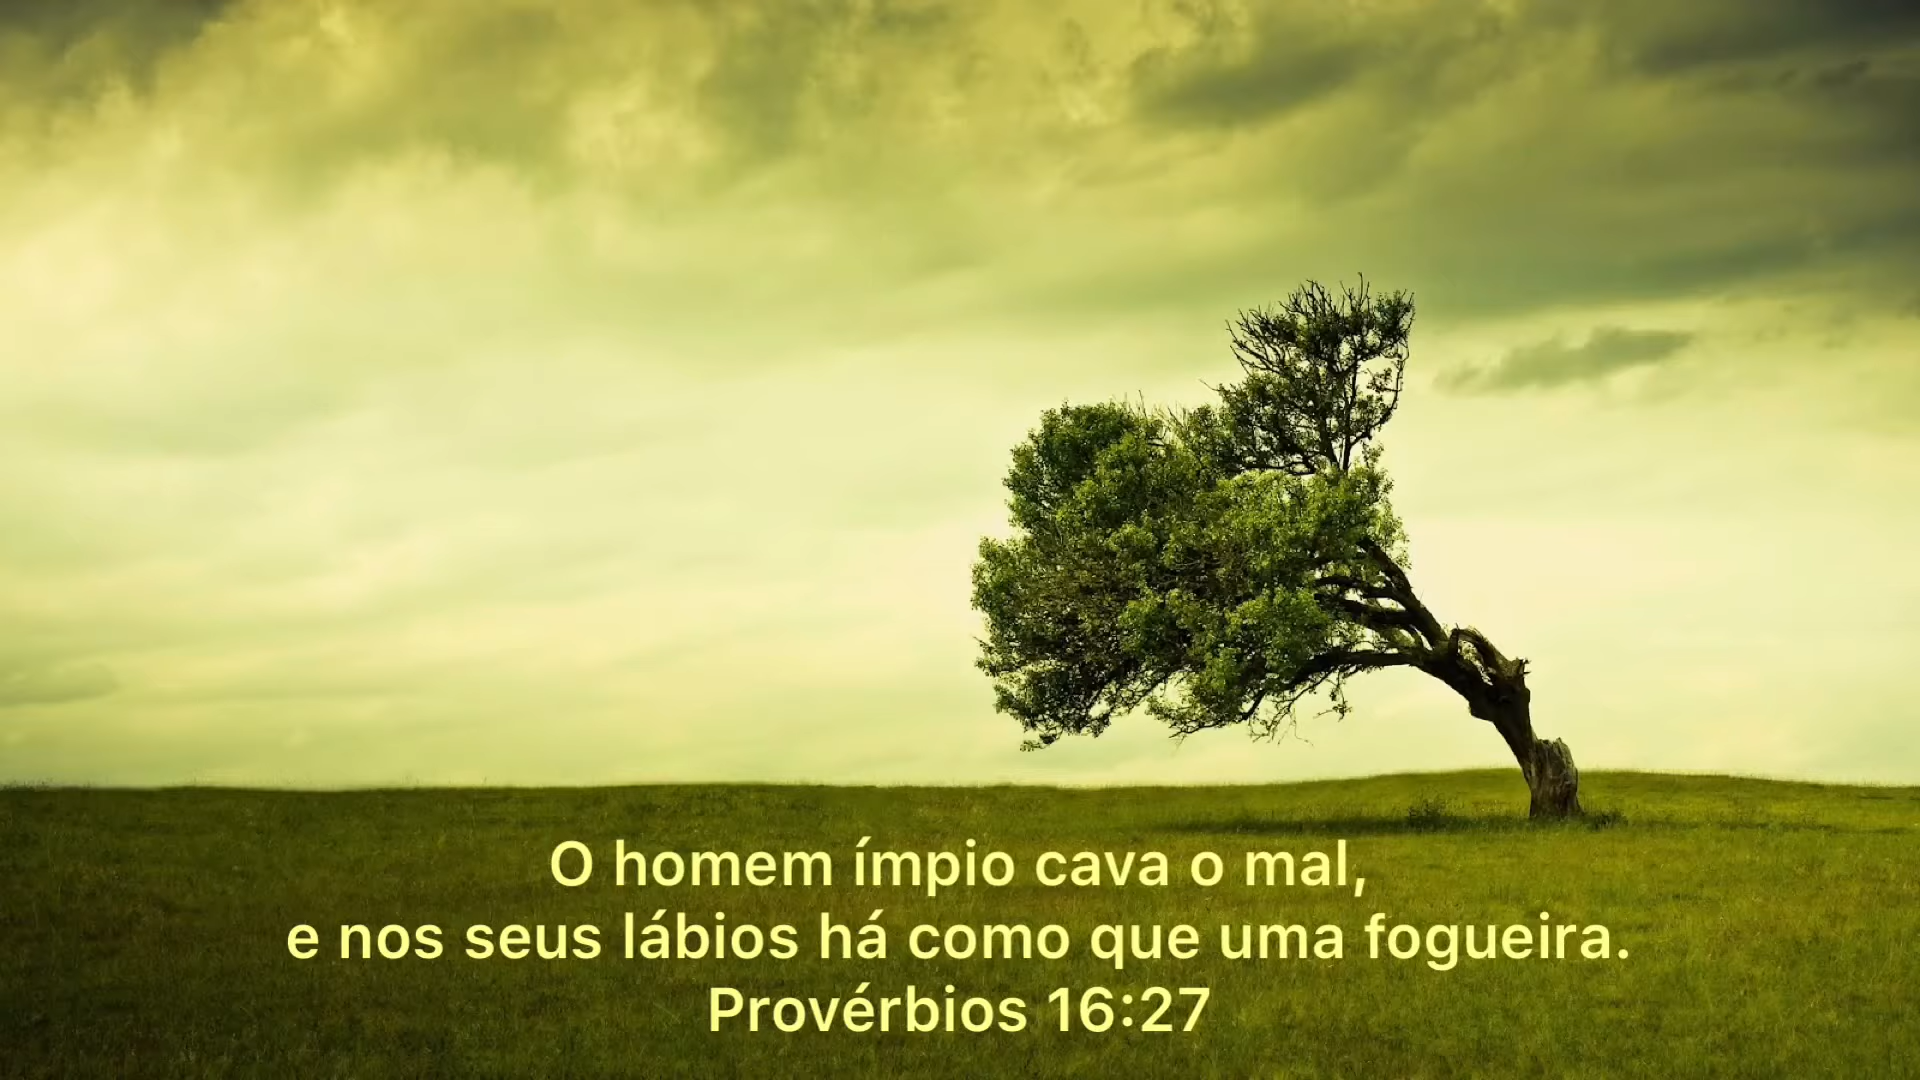 O homem ímpio cava o mal,
e nos seus lábios há como que uma fogueira.
Provérbios 16:27